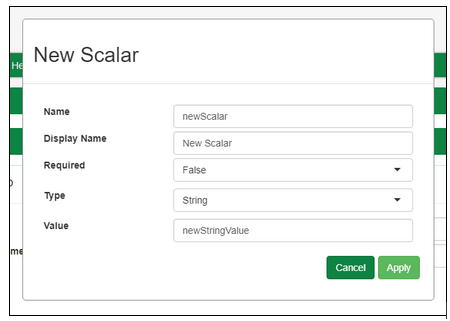 New Scalar
He
Name newScalar
Display Name New Scalar
Required False
Type String
Value newStringValue
me
Cancel Apply